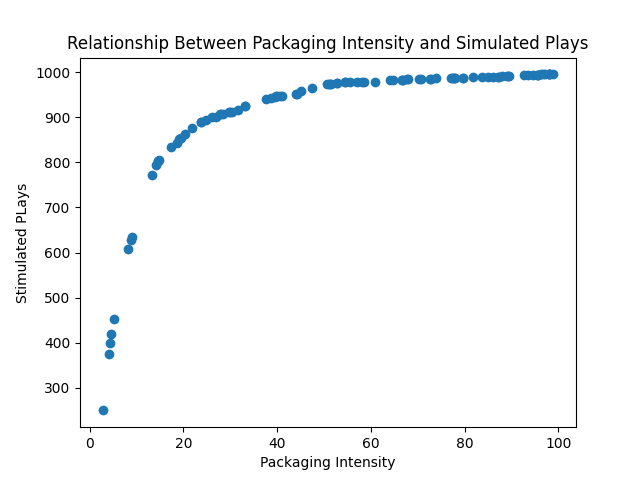 Relationship Between Packaging Intensity and Simulated Plays
1000
900
800
700
600
500
400
300
Stimulated PLays
0 20 40 60 80 100
Packaging Intensity